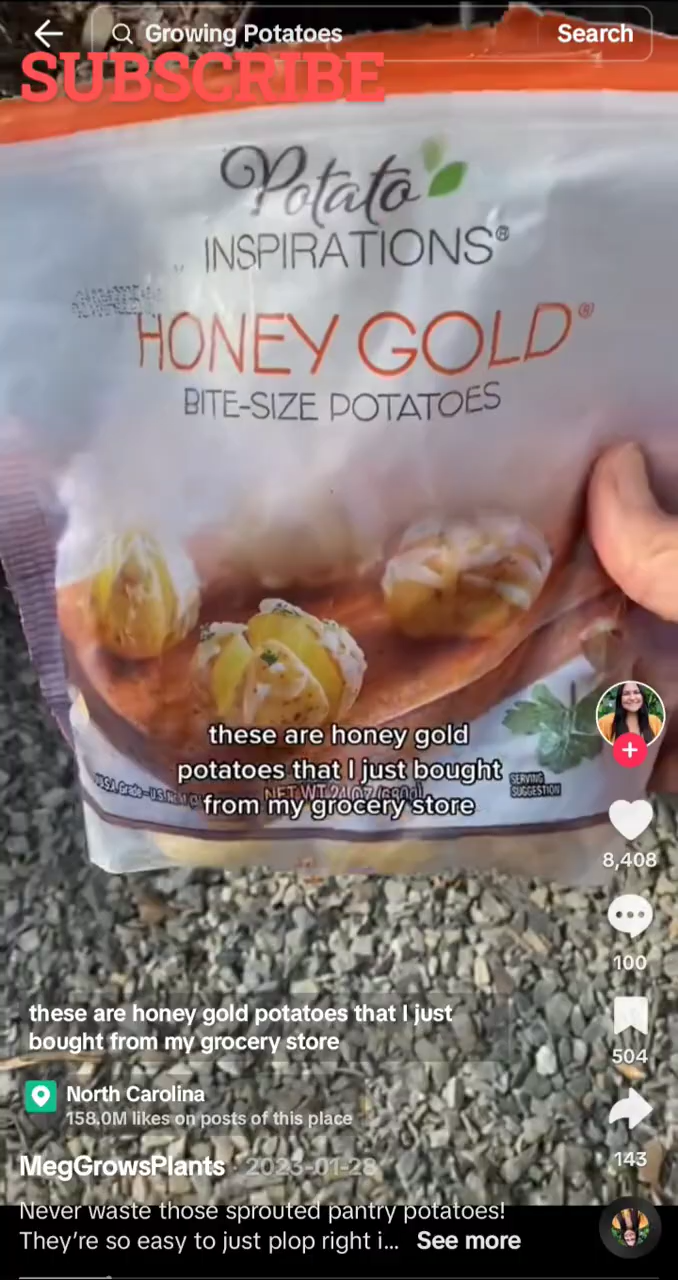 Growing Potatoes
Search
SUBSCRIBE
Potato
INSPIRATIONS®
HONEY GOLD®
BITE-SIZE POTATOES
these are honey gold
potatoes that I just bought
from my grocery store
SERVING
SUGGESTION
NET WT. 24 OZ
8,408
100
504
143
these are honey gold potatoes that I just
bought from my grocery store
North Carolina
158.0M likes on posts of this place
MegGrowsPlants · 2023-01-28
Never waste those sprouted pantry potatoes!
They're so easy to just plop right i... See more